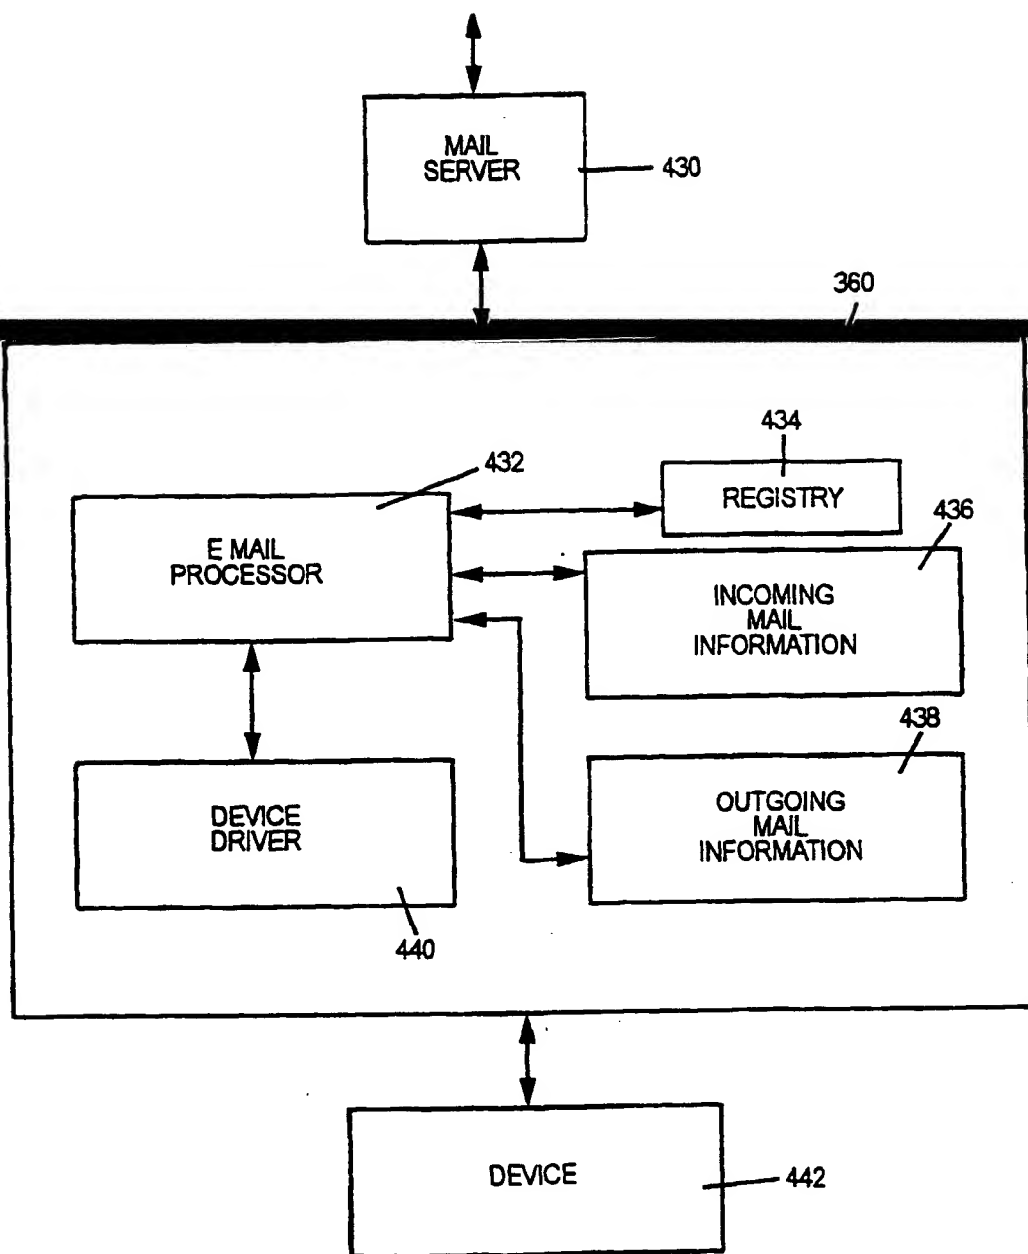 MAIL
SERVER
430
360
434
432
REGISTRY
436
E MAIL
PROCESSOR
INCOMING
MAIL
INFORMATION
438
DEVICE
DRIVER
OUTGOING
MAIL
INFORMATION
440
DEVICE
442